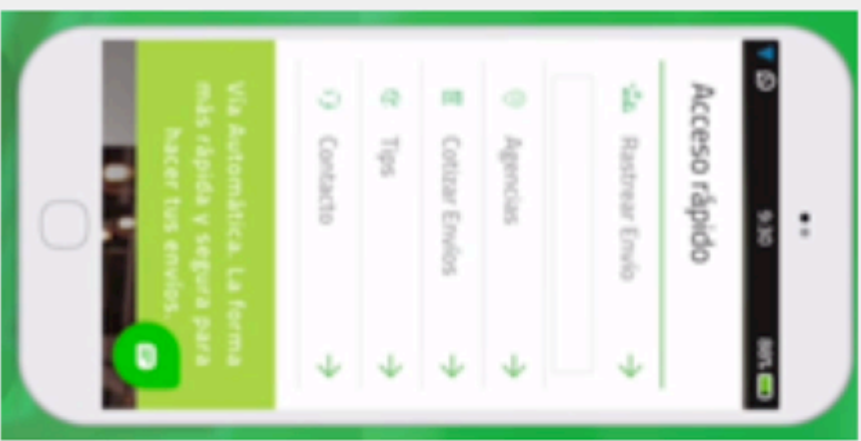 9:30
88%
Acceso rápido
Rastrear Envío
Agencias
Cotizar Envíos
Tips
Contacto
Vía Automática. La forma
más rápida y segura para
hacer tus envíos.